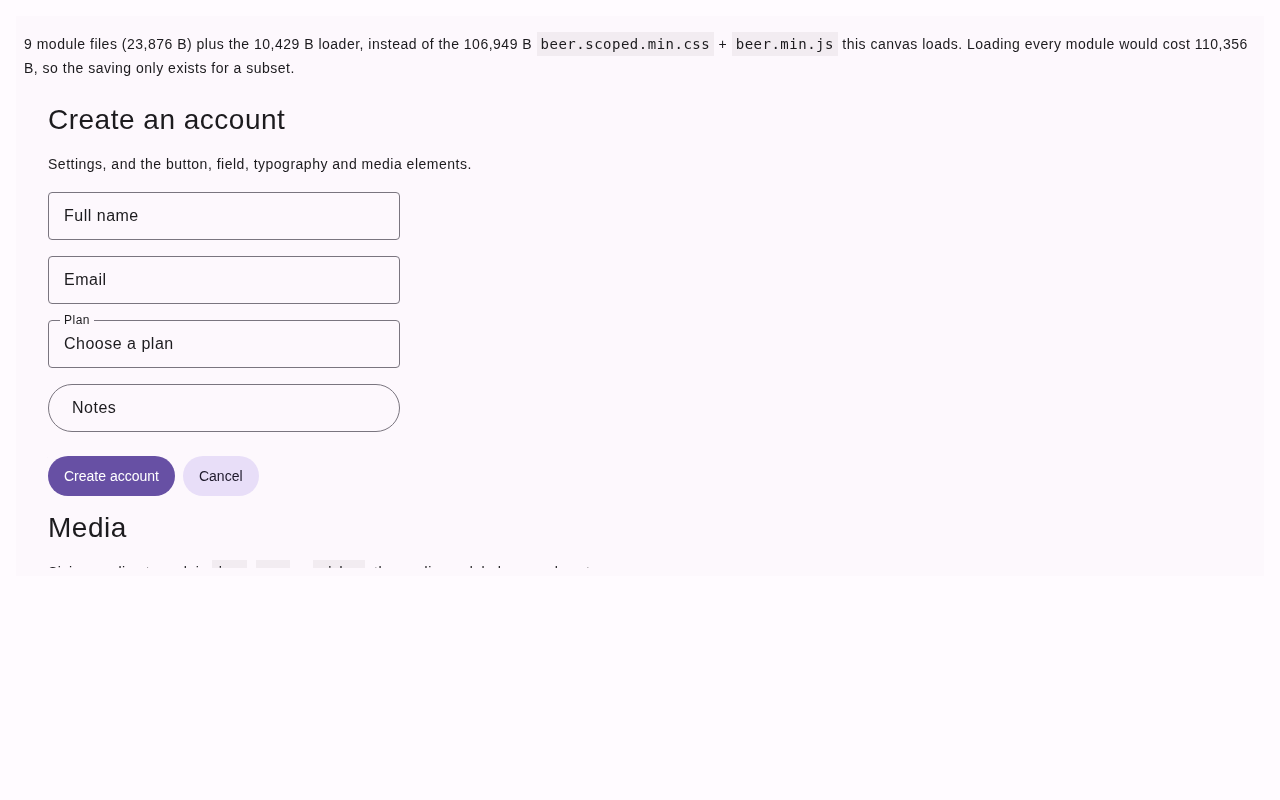 9 module files (23,876 B) plus the 10,429 B loader, instead of the 106,949 B beer.scoped.min.css + beer.min.js this canvas loads. Loading every module would cost 110,356
B, so the saving only exists for a subset.
Create an account
Settings, and the button, field, typography and media elements.
Full name
Email
Plan
Choose a plan
Notes
Create account
Cancel
Media